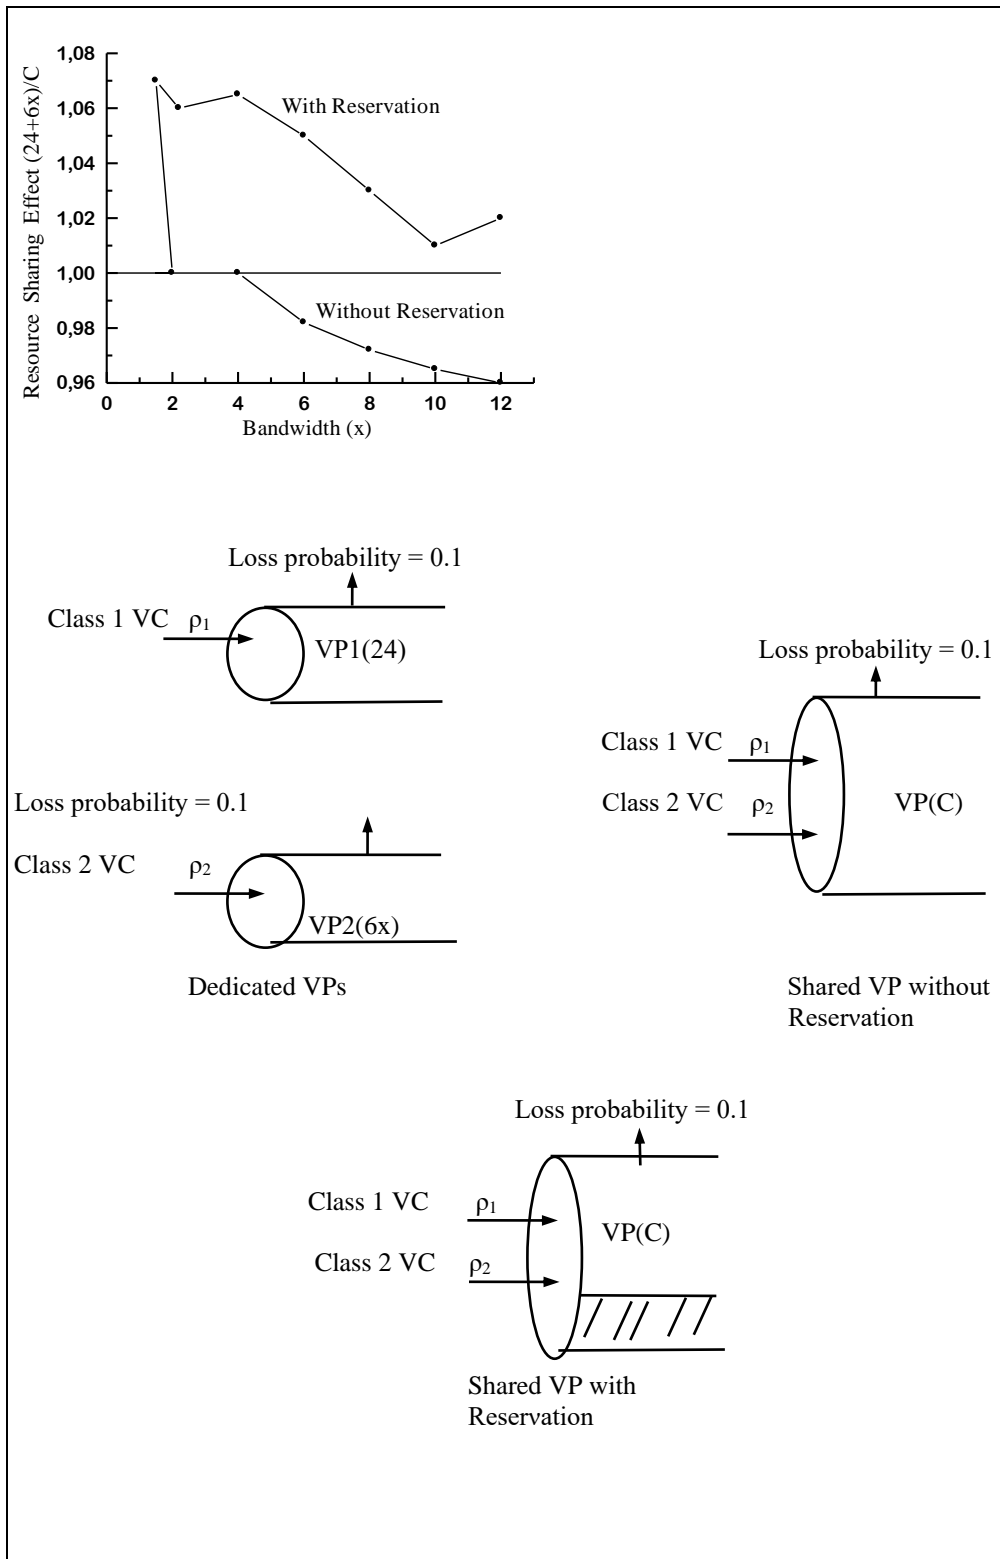 Resource Sharing Effect (24+6x)/C
1,08
1,06
1,04
1,02
1,00
0,98
0,96
With Reservation
Without Reservation
0 2 4 6 8 10 12
Bandwidth (x)
Loss probability = 0.1
Class 1 VC ρ₁
VP1(24)
Loss probability = 0.1
Class 2 VC ρ₂
VP2(6x)
Dedicated VPs
Loss probability = 0.1
Class 1 VC ρ₁
Class 2 VC ρ₂
VP(C)
Shared VP without
Reservation
Loss probability = 0.1
Class 1 VC ρ₁
VP(C)
Class 2 VC ρ₂
Shared VP with
Reservation